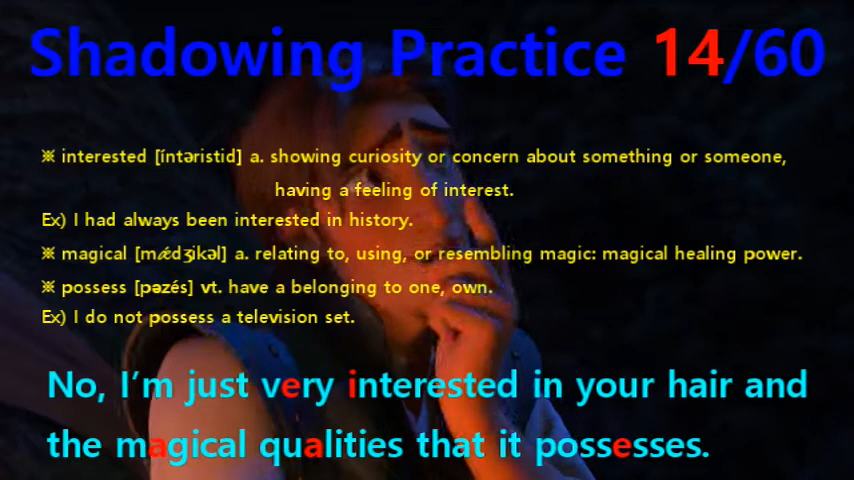 Shadowing Practice 14/60
※ interested [íntəristid] a. showing curiosity or concern about something or someone,
having a feeling of interest.
Ex) I had always been interested in history.
※ magical [mǽdʒikəl] a. relating to, using, or resembling magic: magical healing power.
※ possess [pəzés] vt. have a belonging to one, own.
Ex) I do not possess a television set.
No, I'm just very interested in your hair and
the magical qualities that it possesses.